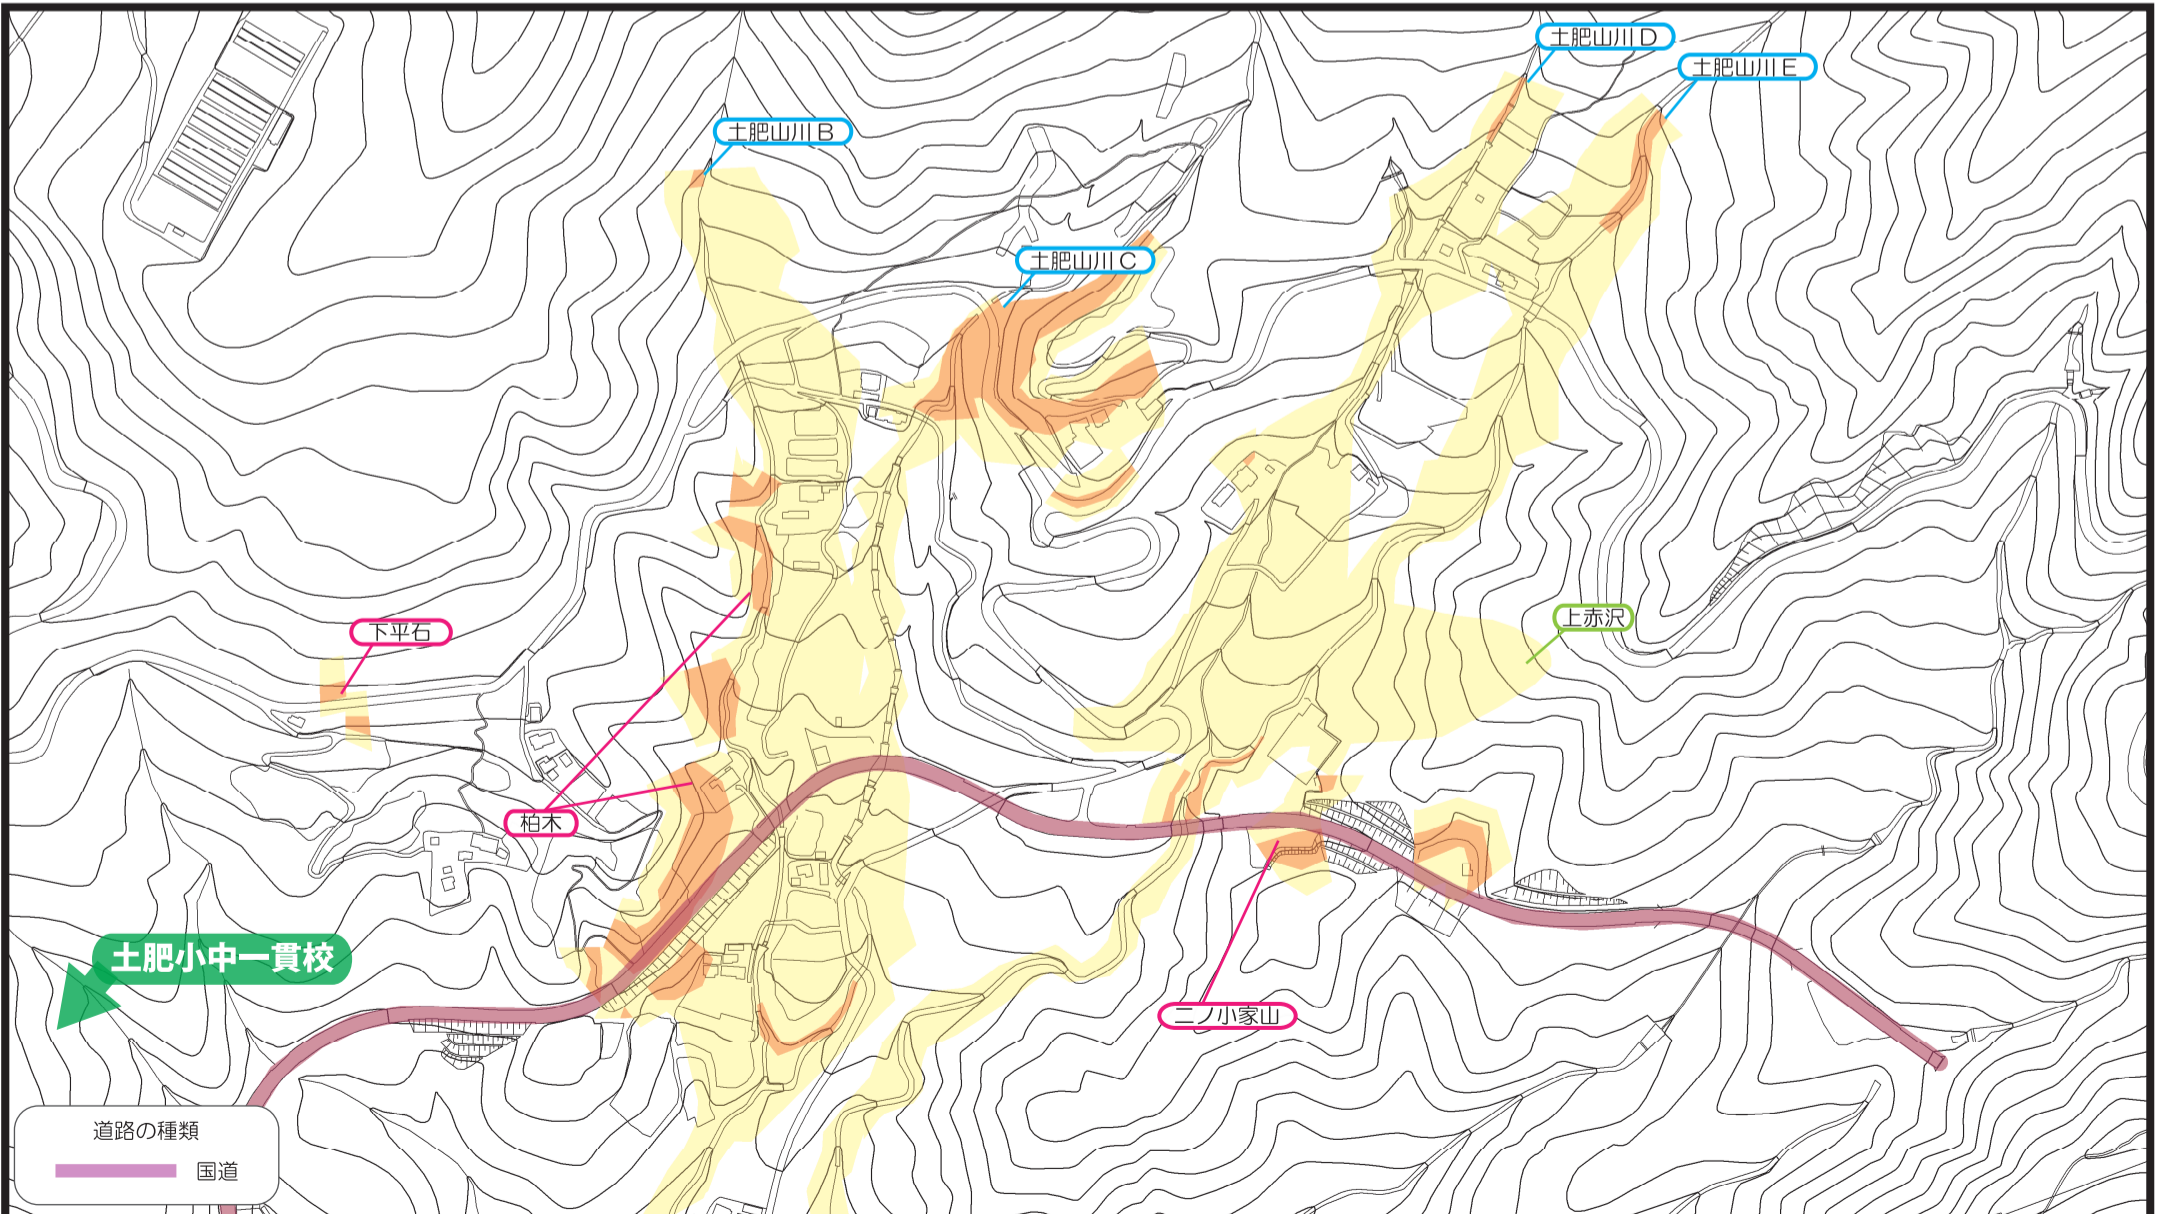 土肥山川D
土肥山川E
土肥山川B
土肥山川C
上赤沢
下平石
柏木
土肥小中一貫校
二ノ小家山
道路の種類
国道